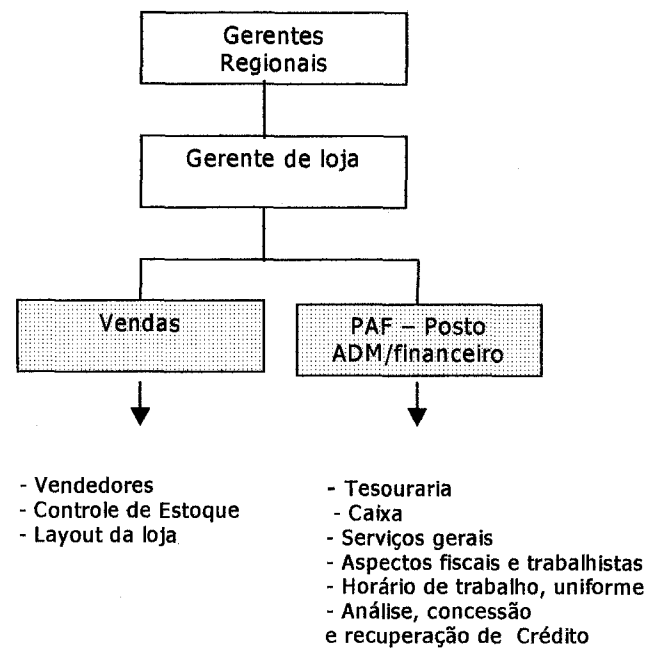 Gerentes
Regionais
Gerente de loja
Vendas
PAF – Posto
ADM/financeiro
- Vendedores
- Controle de Estoque
- Layout da loja
- Tesouraria
- Caixa
- Serviços gerais
- Aspectos fiscais e trabalhistas
- Horário de trabalho, uniforme
- Análise, concessão
e recuperação de Crédito